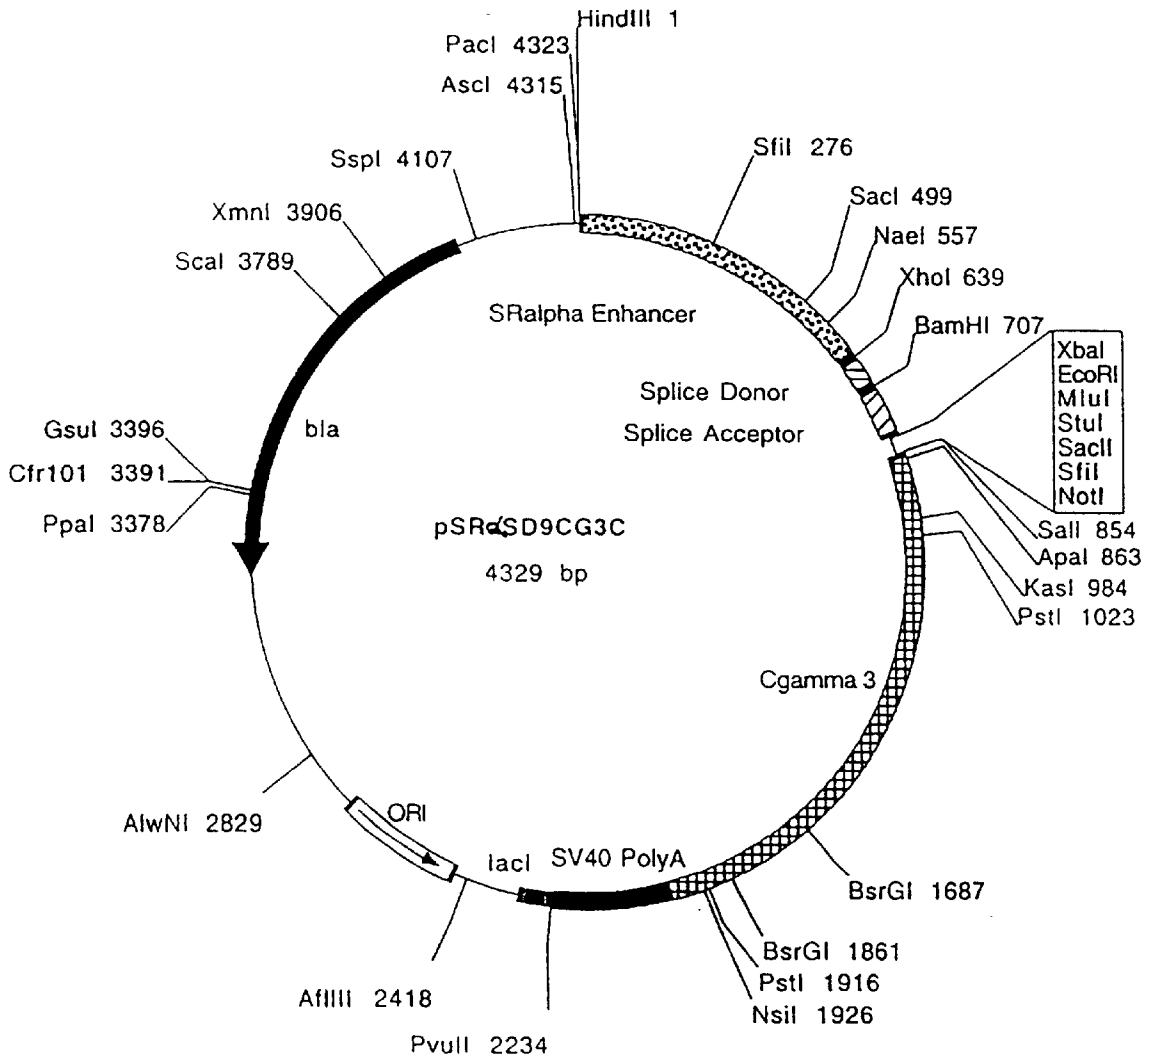 HindIII 1
PacI 4323
AscI 4315
SspI 4107
SfiI 276
XmnI 3906
SacI 499
ScaI 3789
NaeI 557
XhoI 639
SRalpha Enhancer
BamHI 707
XbaI
EcoRI
MluI
StuI
SacII
SfiI
NotI
Splice Donor
Splice Acceptor
bla
GsuI 3396
Cfr101 3391
PpaI 3378
pSRαSD9CG3C
4329 bp
SalI 854
ApaI 863
KasI 984
PstI 1023
Cgamma 3
AlwNI 2829
ORI
lacI
SV40 PolyA
BsrGI 1687
BsrGI 1861
PstI 1916
NsiI 1926
AflIII 2418
PvuII 2234